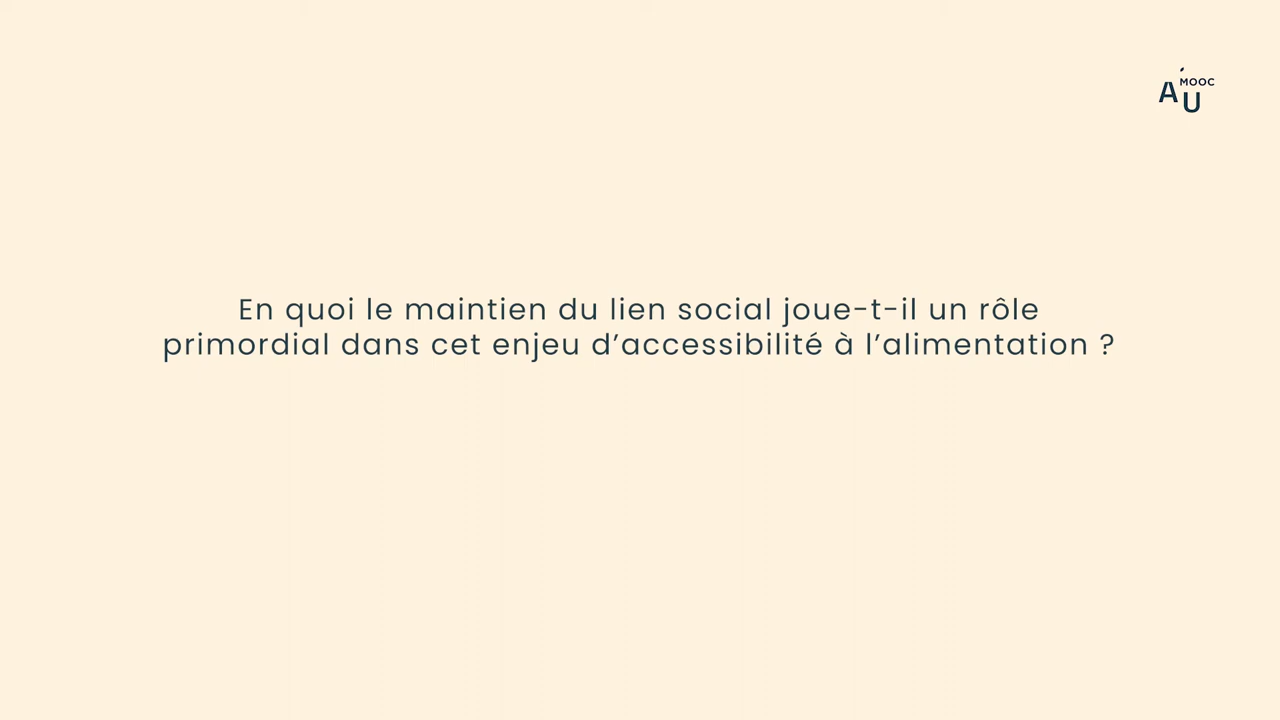 MOOC
AU
En quoi le maintien du lien social joue-t-il un rôle
primordial dans cet enjeu d’accessibilité à l’alimentation ?